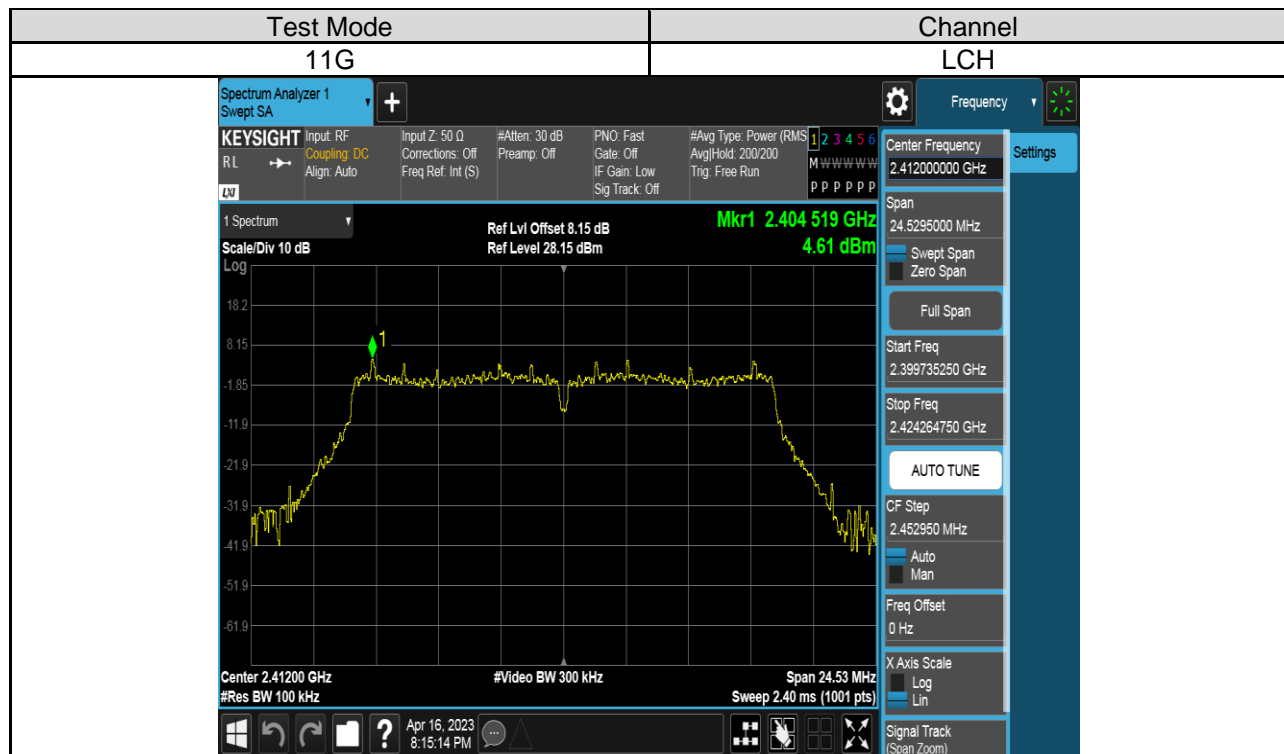 Test Mode Channel
11G LCH
Spectrum Analyzer 1
Swept SA
+
Frequency
KEYSIGHT
RL
LXI
Input: RF
Coupling: DC
Align: Auto
Input Z: 50 Ω
Corrections: Off
Freq Ref: Int (S)
#Atten: 30 dB
Preamp: Off
PNO: Fast
Gate: Off
IF Gain: Low
Sig Track: Off
#Avg Type: Power (RMS
Avg|Hold: 200/200
Trig: Free Run
1 2 3 4 5 6
M W W W W W
P P P P P P
1 Spectrum
Scale/Div 10 dB
Log
Ref Lvl Offset 8.15 dB
Ref Level 28.15 dBm
Mkr1 2.404 519 GHz
4.61 dBm
1
18.2
8.15
-1.85
-11.9
-21.9
-31.9
-41.9
-51.9
-61.9
Center 2.41200 GHz
#Res BW 100 kHz
#Video BW 300 kHz
Span 24.53 MHz
Sweep 2.40 ms (1001 pts)
?
Apr 16, 2023
8:15:14 PM
Settings
Center Frequency
2.412000000 GHz
Span
24.5295000 MHz
Swept Span
Zero Span
Full Span
Start Freq
2.399735250 GHz
Stop Freq
2.424264750 GHz
AUTO TUNE
CF Step
2.452950 MHz
Auto
Man
Freq Offset
0 Hz
X Axis Scale
Log
Lin
Signal Track
(Span Zoom)